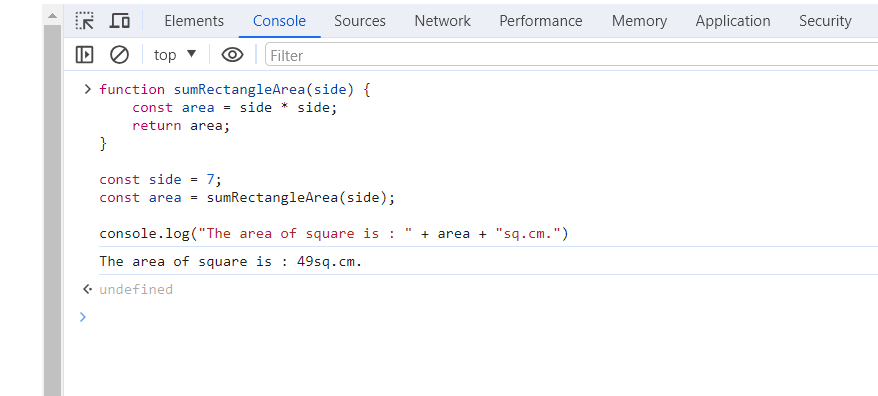 Elements Console Sources Network Performance Memory Application Security
top Filter
function sumRectangleArea(side) {
    const area = side * side;
    return area;
}
const side = 7;
const area = sumRectangleArea(side);
console.log("The area of square is : " + area + "sq.cm.")
The area of square is : 49sq.cm.
undefined